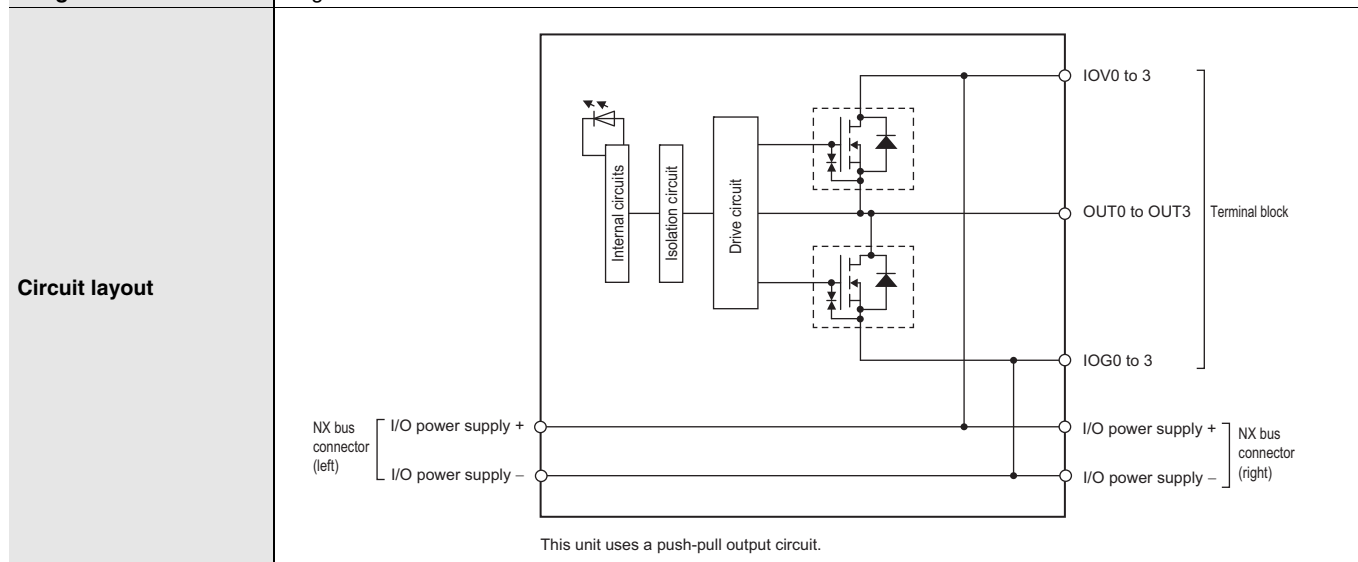 Circuit layout
IOV0 to 3
Internal circuits
Isolation circuit
Drive circuit
OUT0 to OUT3
Terminal block
IOG0 to 3
NX bus
connector
(left)
I/O power supply +
I/O power supply –
I/O power supply +
I/O power supply –
NX bus
connector
(right)
This unit uses a push-pull output circuit.